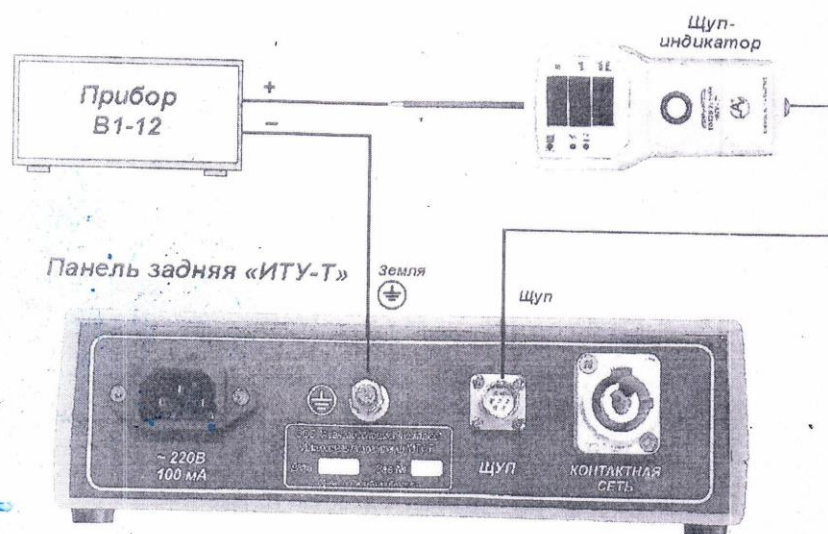 Щуп-
индикатор
Прибор
В1-12
+
−
Панель задняя «ИТУ-Т»
Земля
Щуп
~ 220В
100 мА
ЩУП
КОНТАКТНАЯ
СЕТЬ